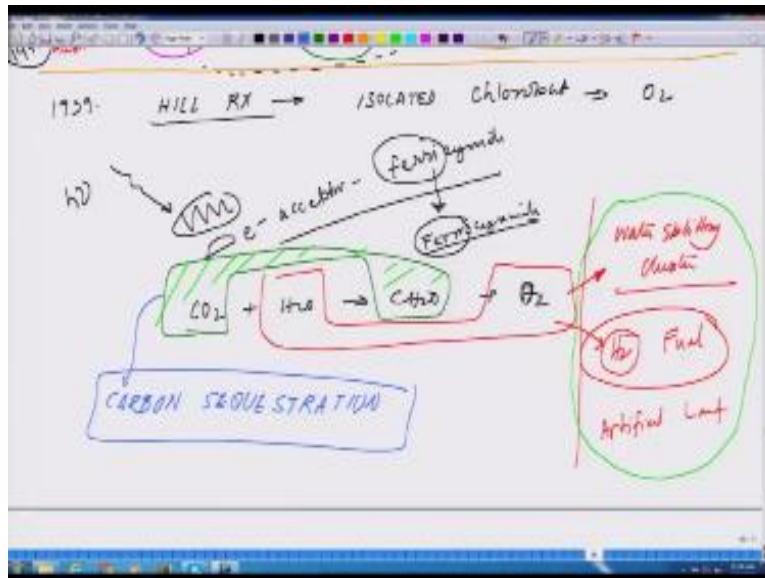 1939. HILL RX → ISOLATED Chloroplast → O2
hν
e- acceptor - ferricyanide
Ferrocyanide
CO2 + H2O → CH2O → O2
Water Splitting
Cluster
H2 Fuel
Artificial Leaf
CARBON SEQUESTRATION